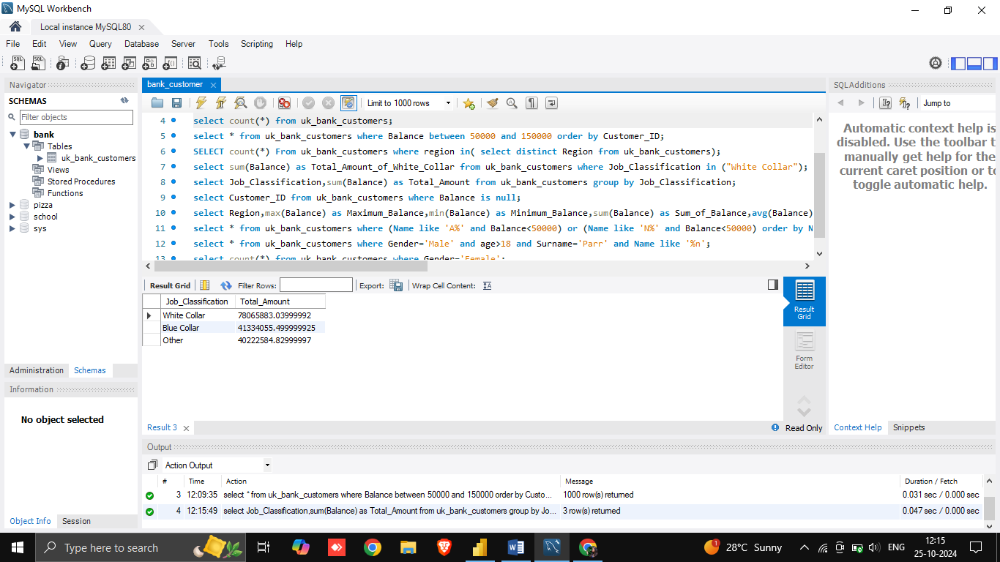 MySQL Workbench
Local instance MySQL80
File Edit View Query Database Server Tools Scripting Help
Navigator
SCHEMAS
Filter objects
bank
Tables
uk_bank_customers
Views
Stored Procedures
Functions
pizza
school
sys
Administration Schemas
Information
No object selected
Object Info Session
bank_customer
Limit to 1000 rows
4 select count(*) from uk_bank_customers;
5 select * from uk_bank_customers where Balance between 50000 and 150000 order by Customer_ID;
6 SELECT count(*) From uk_bank_customers where region in( select distinct Region from uk_bank_customers);
7 select sum(Balance) as Total_Amount_of_White_Collar from uk_bank_customers where Job_Classification in ("White Collar");
8 select Job_Classification,sum(Balance) as Total_Amount from uk_bank_customers group by Job_Classification;
9 select Customer_ID from uk_bank_customers where Balance is null;
10 select Region,max(Balance) as Maximum_Balance,min(Balance) as Minimum_Balance,sum(Balance) as Sum_of_Balance,avg(Balance)
11 select * from uk_bank_customers where (Name like 'A%' and Balance<50000) or (Name like 'N%' and Balance<50000) order by N
12 select * from uk_bank_customers where Gender='Male' and age>18 and Surname='Parr' and Name like '%n';
13 select count(*) from uk_bank_customers where Gender='Female';
Result Grid Filter Rows: Export: Wrap Cell Content:
Job_Classification Total_Amount
White Collar 78065883.03999992
Blue Collar 41334055.499999925
Other 40222584.82999997
Result Grid
Form Editor
Result 3
Read Only
SQLAdditions
Jump to
Automatic context help is
disabled. Use the toolbar t
manually get help for the
current caret position or to
toggle automatic help.
Context Help Snippets
Output
Action Output
# Time Action Message Duration / Fetch
3 12:09:35 select * from uk_bank_customers where Balance between 50000 and 150000 order by Custo... 1000 row(s) returned 0.031 sec / 0.000 sec
4 12:15:49 select Job_Classification,sum(Balance) as Total_Amount from uk_bank_customers group by Jo... 3 row(s) returned 0.047 sec / 0.000 sec
Type here to search
28°C Sunny
ENG
12:15
25-10-2024